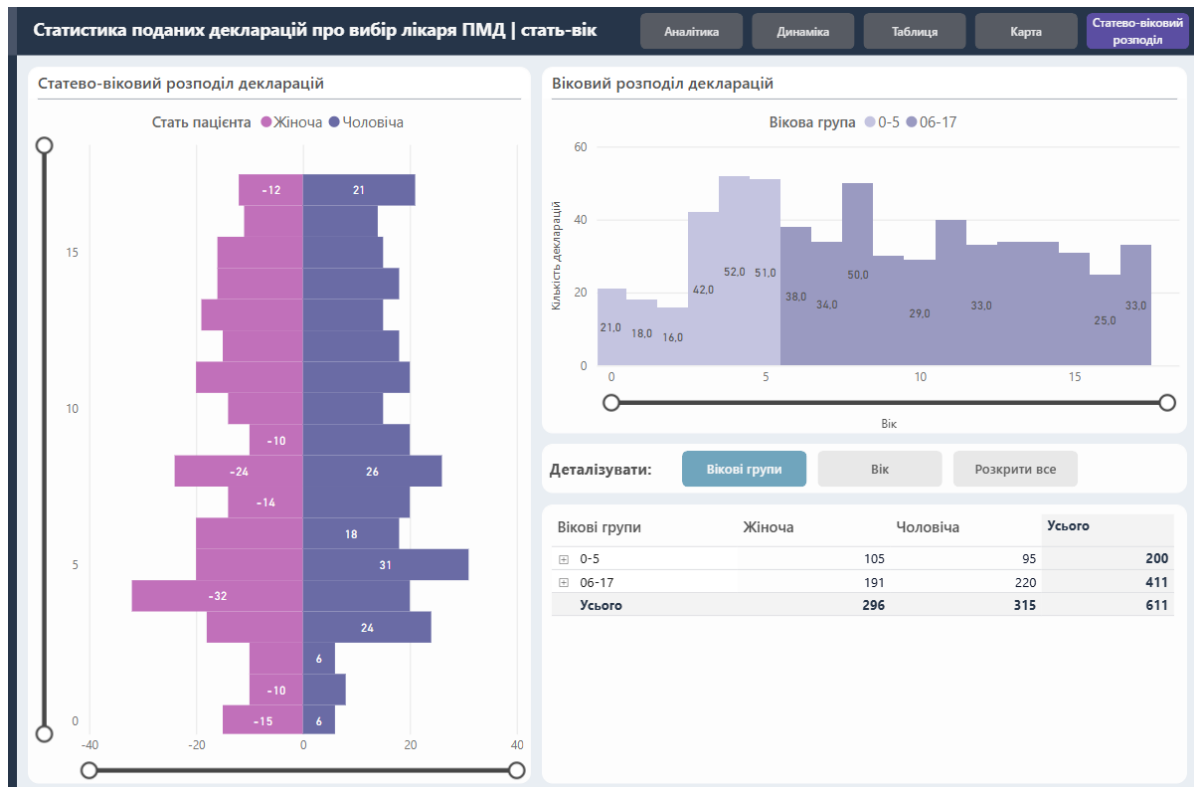 Статистика поданих декларацій про вибір лікаря ПМД | стать-вік
Аналітика
Динаміка
Таблиця
Карта
Статево-віковий
розподіл
Статево-віковий розподіл декларацій
Стать пацієнта Жіноча Чоловіча
15
10
5
0
-12 21
-10
-24 26
-14
18
31
-32
24
6
-10
-15 6
-40 -20 0 20 40
Віковий розподіл декларацій
Вікова група 0-5 06-17
Кількість декларацій
60
40
20
0
21,0 18,0 16,0 42,0 52,0 51,0 38,0 34,0 50,0 29,0 33,0 25,0 33,0
0 5 10 15
Вік
Деталізувати: Вікові групи Вік Розкрити все
Вікові групи Жіноча Чоловіча Усього
0-5 105 95 200
06-17 191 220 411
Усього 296 315 611